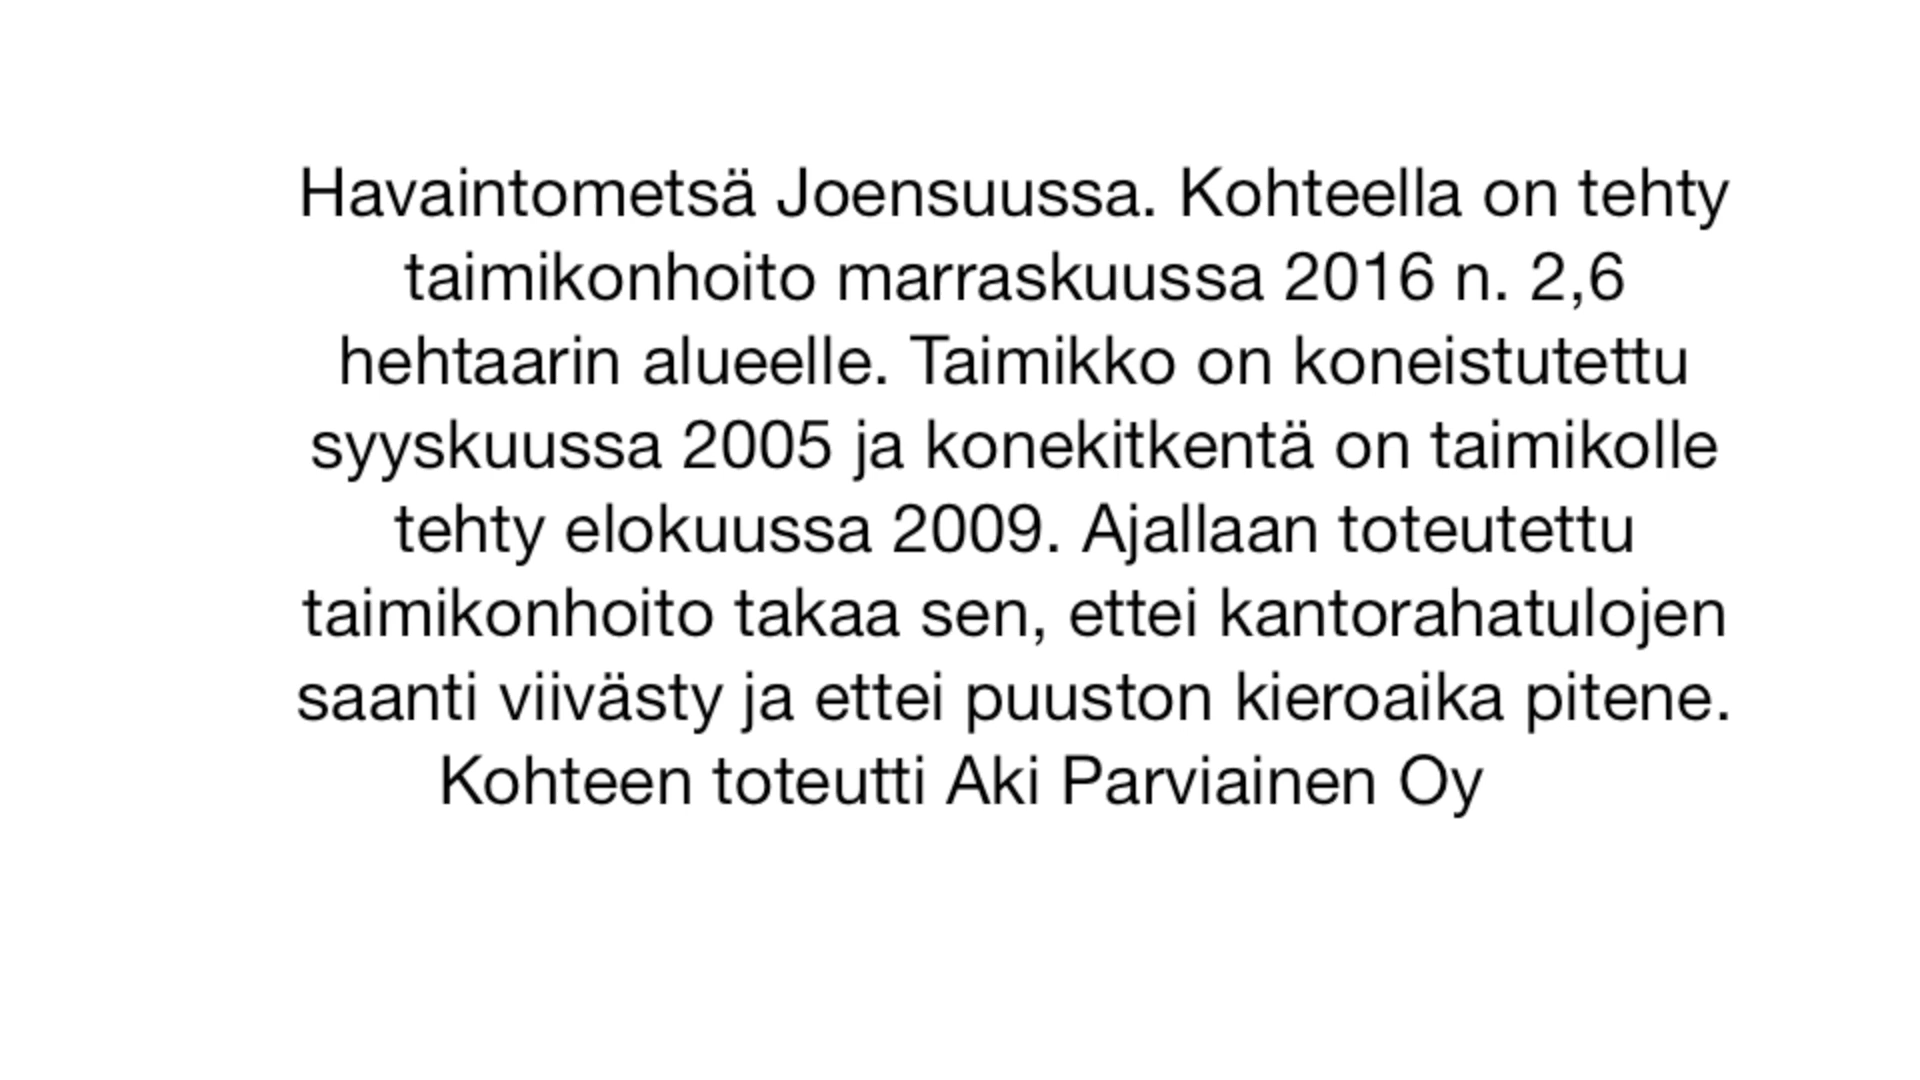 Havaintometsä Joensuussa. Kohteella on tehty
taimikonhoito marraskuussa 2016 n. 2,6
hehtaarin alueelle. Taimikko on koneistutettu
syyskuussa 2005 ja konekitkentä on taimikolle
tehty elokuussa 2009. Ajallaan toteutettu
taimikonhoito takaa sen, ettei kantorahatulojen
saanti viivästy ja ettei puuston kieroaika pitene.
Kohteen toteutti Aki Parviainen Oy